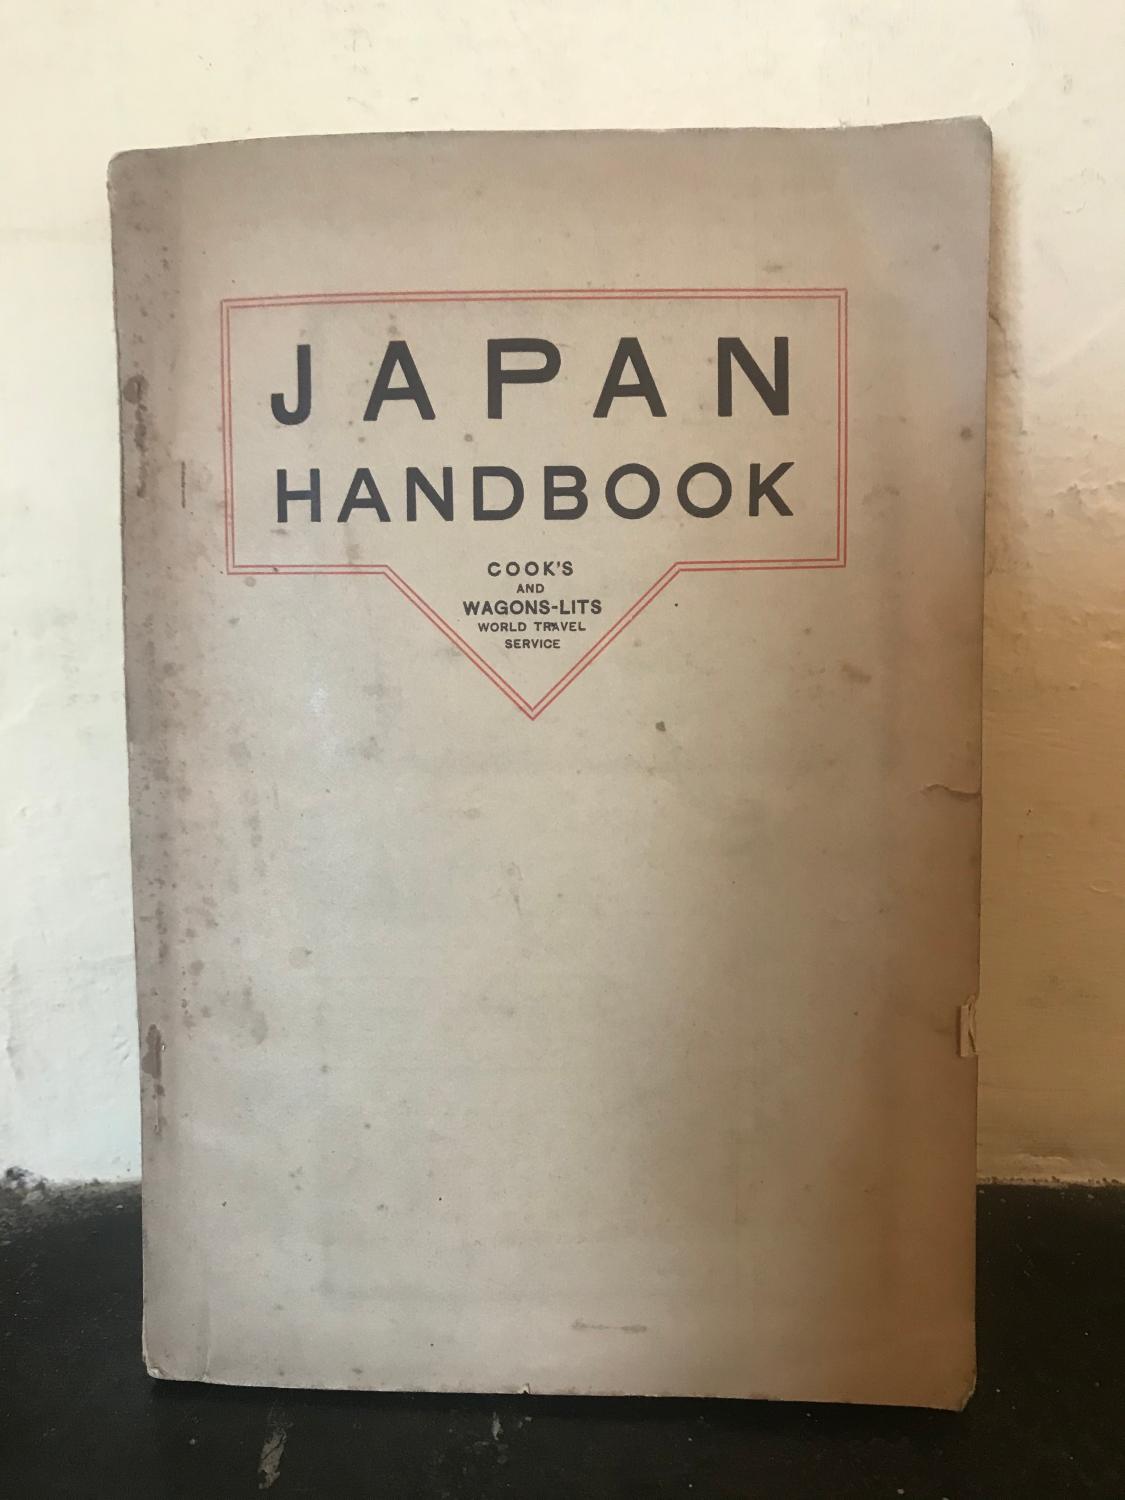 JAPAN
HANDBOOK
COOK'S
AND
WAGONS-LITS
WORLD TRAVEL
SERVICE